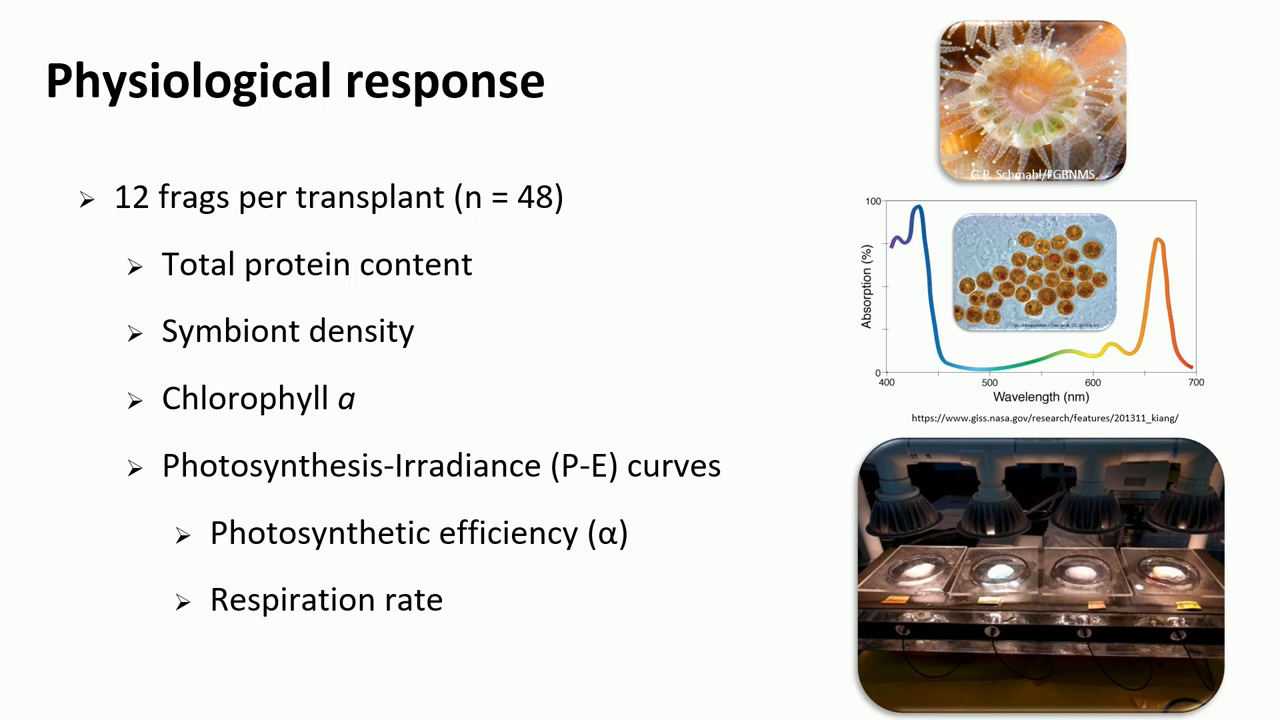 Physiological response
12 frags per transplant (n = 48)
Total protein content
Symbiont density
Chlorophyll a
Photosynthesis-Irradiance (P-E) curves
Photosynthetic efficiency (α)
Respiration rate
G.P. Schmahl/FGBNMS
100
Absorption (%)
0
400 500 600 700
Wavelength (nm)
https://www.giss.nasa.gov/research/features/201311_kiang/